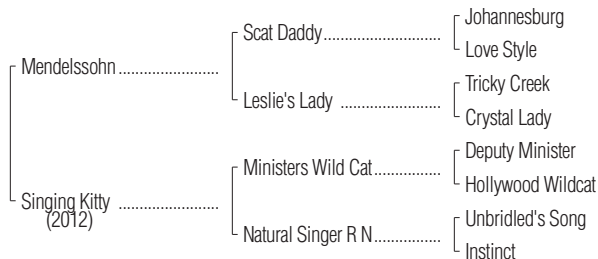 Johannesburg
Scat Daddy........................
Love Style
Mendelssohn........................
Tricky Creek
Leslie's Lady ........................
Crystal Lady
Deputy Minister
Ministers Wild Cat................
Hollywood Wildcat
Singing Kitty ........................
(2012)
Unbridled's Song
Natural Singer R N................
Instinct